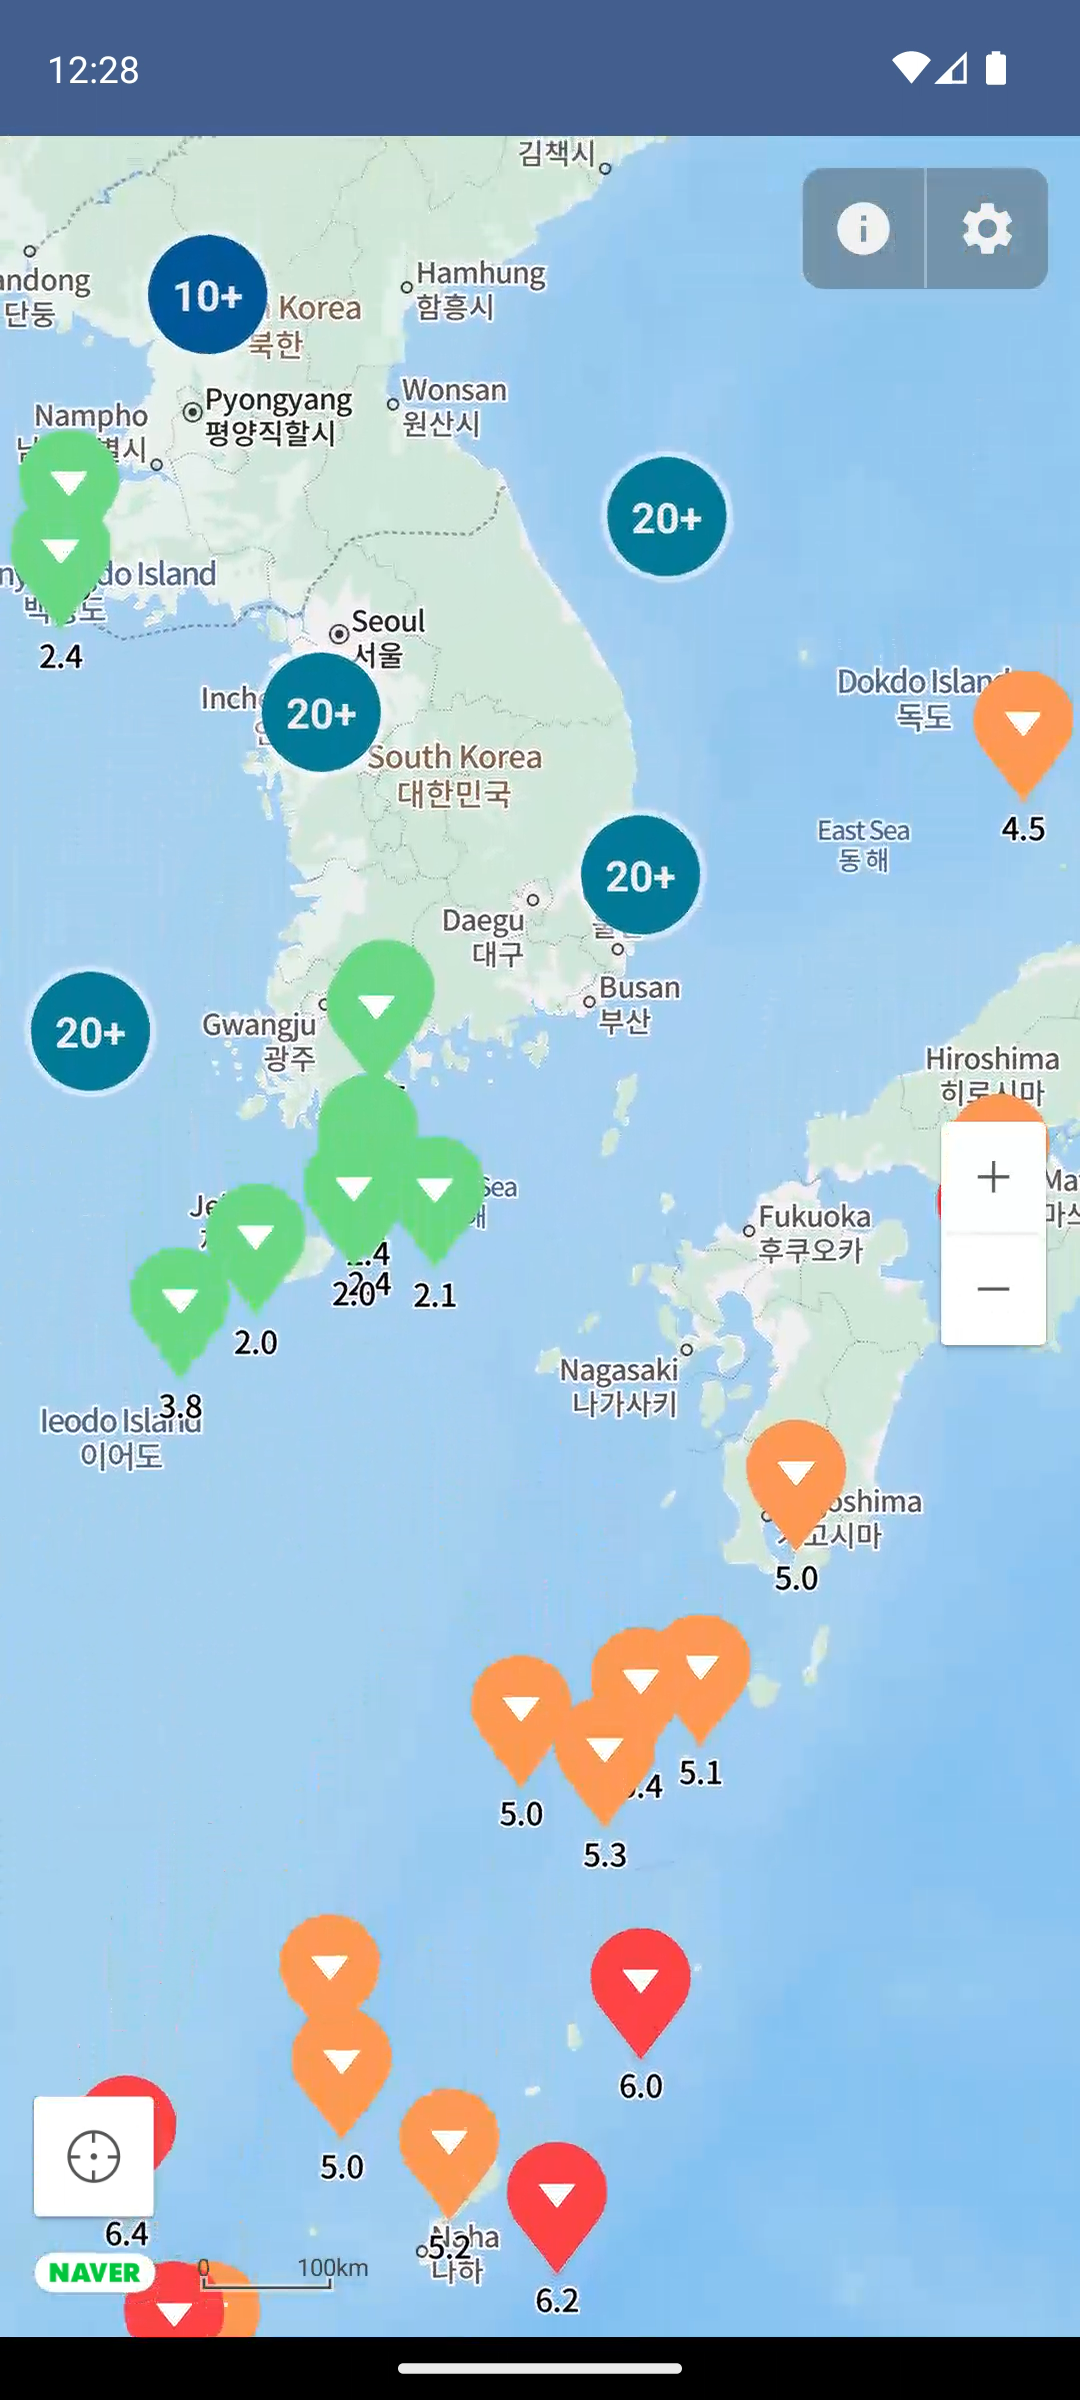 12:28
김책시
andong
단둥
10+
Korea
북한
Hamhung
함흥시
Nampho
Pyongyang
평양직할시
Wonsan
원산시
20+
do Island
2.4
Seoul
서울
20+
South Korea
대한민국
Dokdo Island
독도
4.5
East Sea
동해
20+
Daegu
대구
Busan
부산
20+
Gwangju
광주
Hiroshima
히로시마
Sea
Fukuoka
후쿠오카
2.4
2.0
2.1
2.0
3.8
Ieodo Island
이어도
Nagasaki
나가사키
oshima
고시마
5.0
5.1
.4
5.0
5.3
6.0
5.0
6.4
5.2
Naha
나하
6.2
NAVER
0
100km